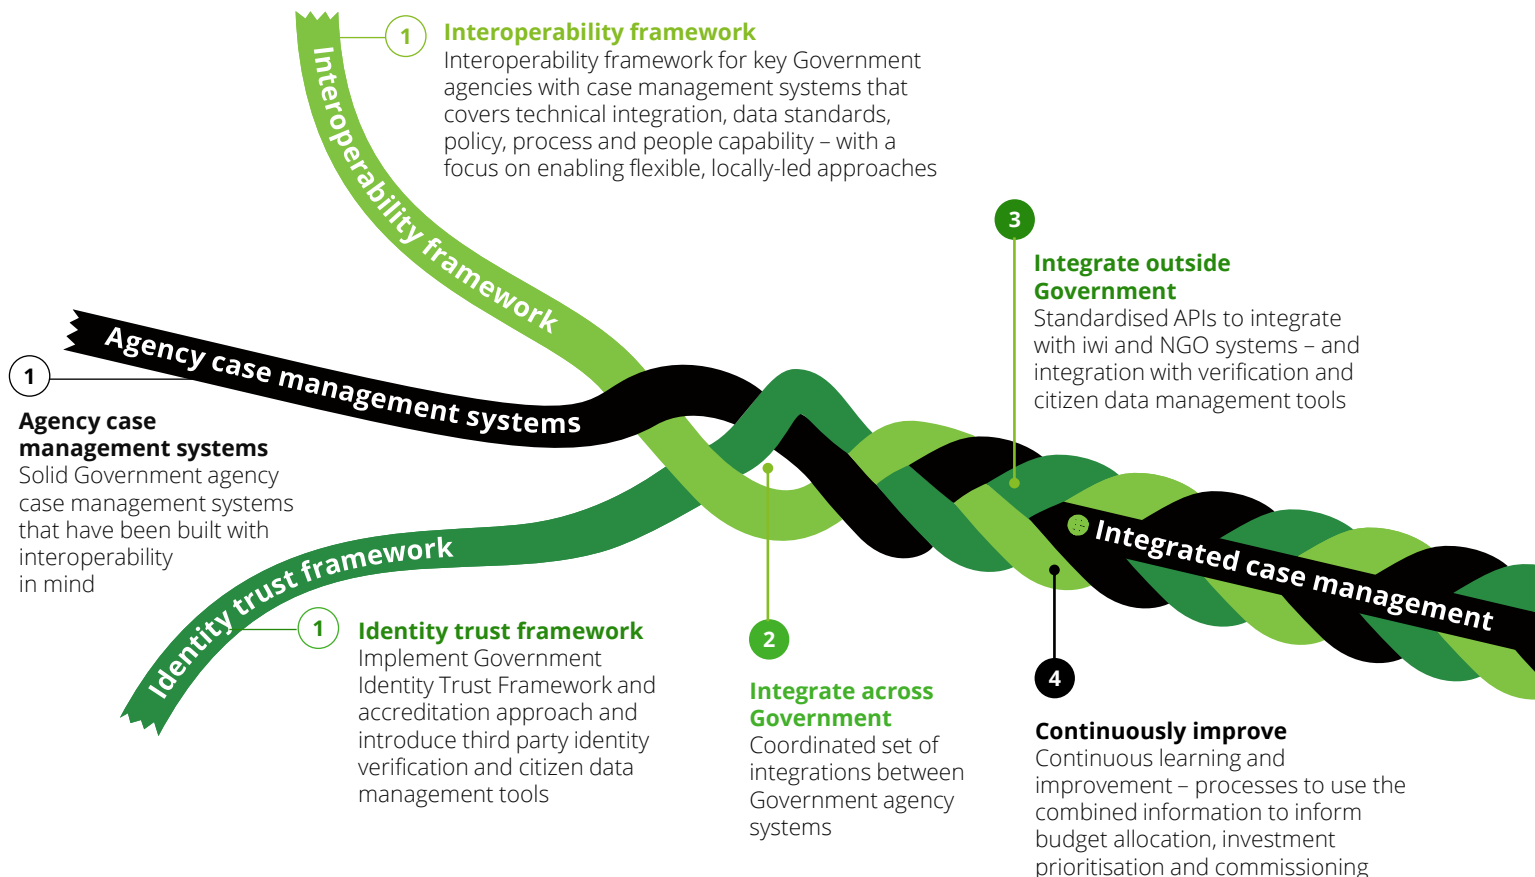 1
Interoperability framework
Interoperability framework for key Government
agencies with case management systems that
covers technical integration, data standards,
policy, process and people capability – with a
focus on enabling flexible, locally-led approaches
Interoperability framework
Agency case management systems
1
Agency case
management systems
Solid Government agency
case management systems
that have been built with
interoperability
in mind
Identity trust framework
1
Identity trust framework
Implement Government
Identity Trust Framework and
accreditation approach and
introduce third party identity
verification and citizen data
management tools
2
Integrate across
Government
Coordinated set of
integrations between
Government agency
systems
3
Integrate outside
Government
Standardised APIs to integrate
with iwi and NGO systems – and
integration with verification and
citizen data management tools
Integrated case management
4
Continuously improve
Continuous learning and
improvement – processes to use the
combined information to inform
budget allocation, investment
prioritisation and commissioning